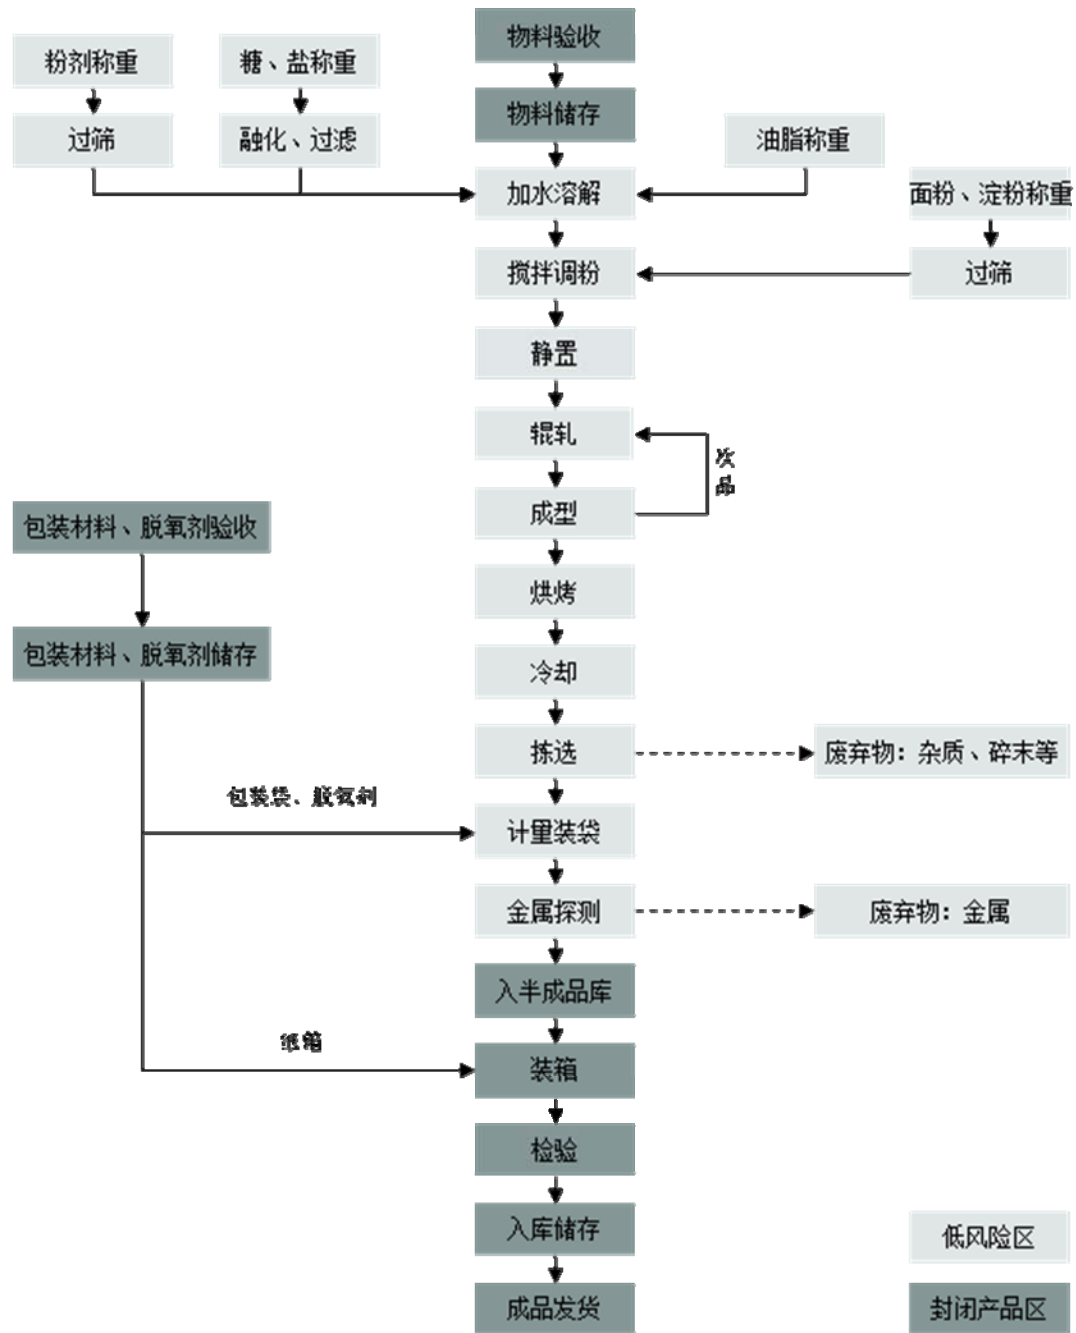 物料验收
粉剂称重
糖、盐称重
物料储存
过筛
融化、过滤
油脂称重
加水溶解
面粉、淀粉称重
搅拌调粉
过筛
静置
辊轧
次
品
成型
包装材料、脱氧剂验收
烘烤
包装材料、脱氧剂储存
冷却
拣选
废弃物：杂质、碎末等
包装袋、脱氧剂
计量装袋
金属探测
废弃物：金属
入半成品库
纸箱
装箱
检验
入库储存
低风险区
成品发货
封闭产品区